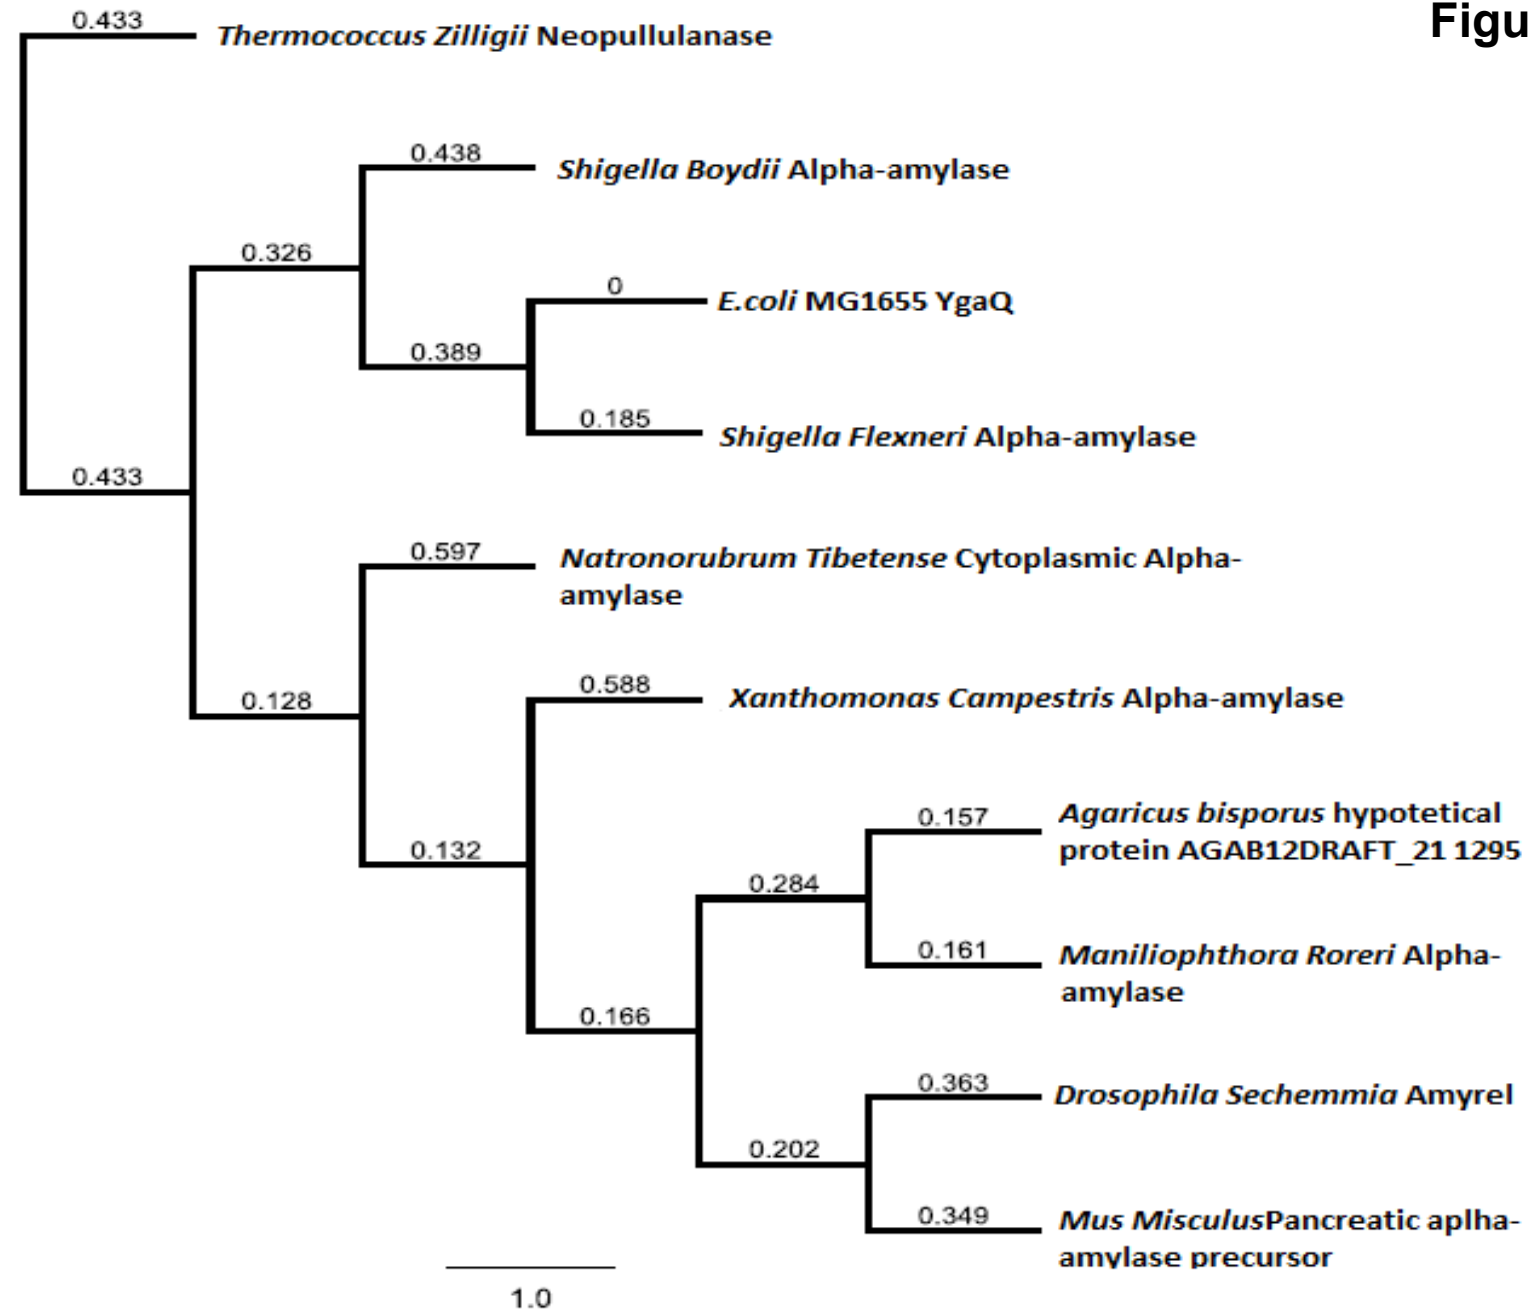 Figu
0.433
Thermococcus Zilligii Neopullulanase
0.438
Shigella Boydii Alpha-amylase
0.326
0
E.coli MG1655 YgaQ
0.389
0.185
Shigella Flexneri Alpha-amylase
0.433
0.597
Natronorubrum Tibetense Cytoplasmic Alpha-
amylase
0.128
0.588
Xanthomonas Campestris Alpha-amylase
0.157
Agaricus bisporus hypotetical
protein AGAB12DRAFT_21 1295
0.132
0.284
0.161
Maniliophthora Roreri Alpha-
amylase
0.166
0.363
Drosophila Sechemmia Amyrel
0.202
0.349
Mus MisculusPancreatic aplha-
amylase precursor
1.0